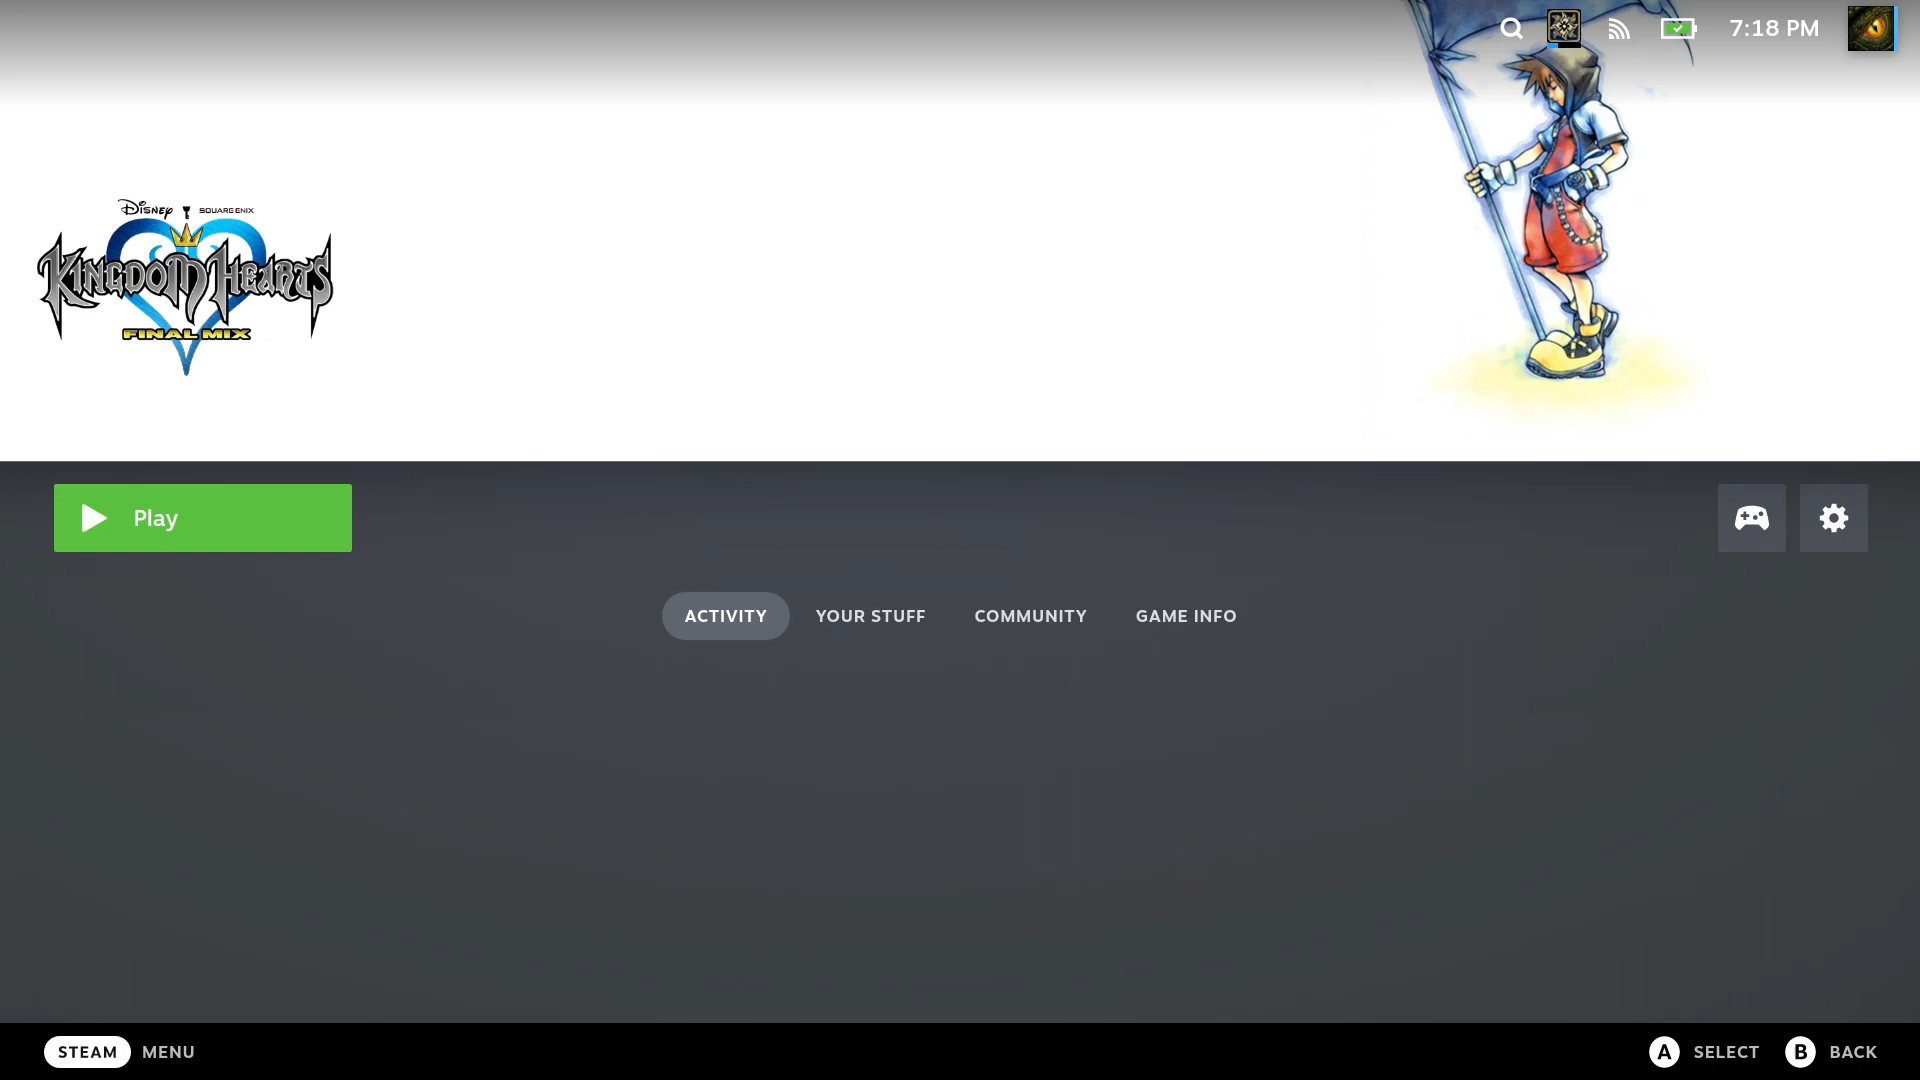 7:18 PM
Disney SQUARE ENIX
KINGDOM HEARTS
FINAL MIX
Play
ACTIVITY YOUR STUFF COMMUNITY GAME INFO
STEAM MENU A SELECT B BACK